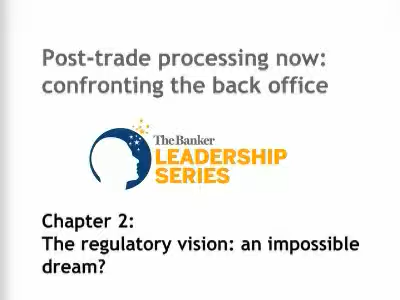 Post-trade processing now:
confronting the back office
The Banker
LEADERSHIP
SERIES
Chapter 2:
The regulatory vision: an impossible
dream?